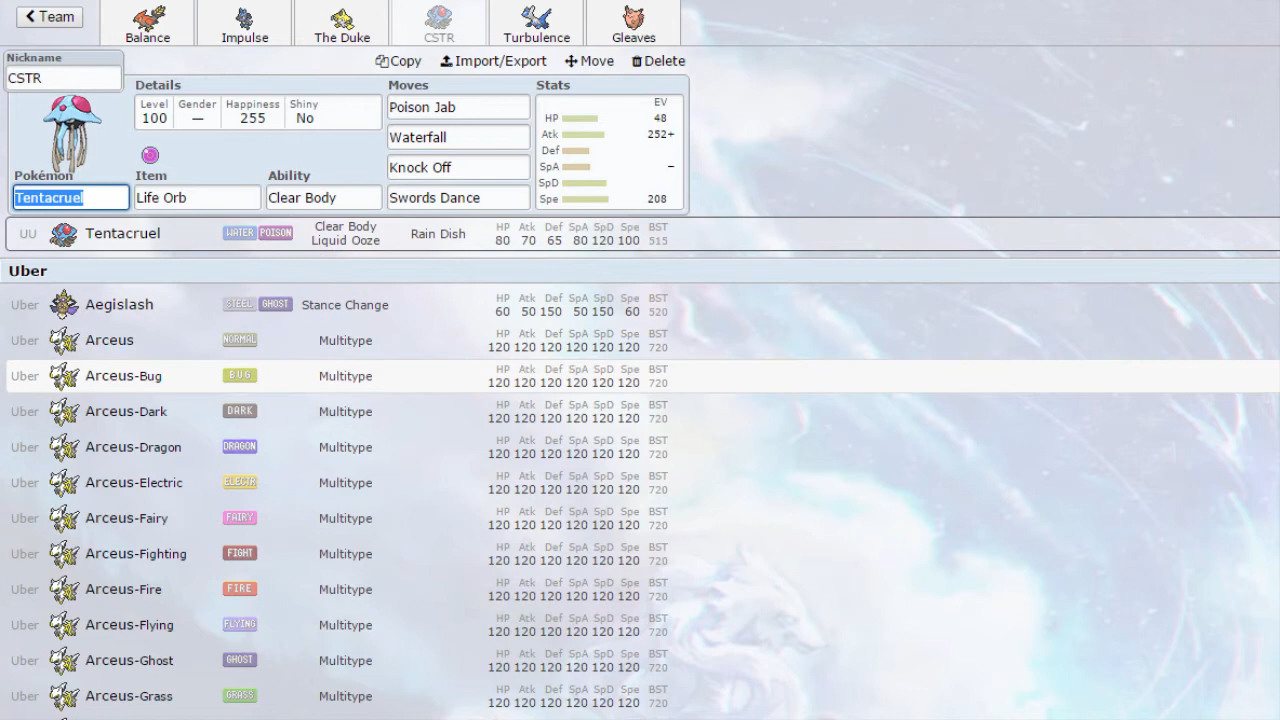 Team
Balance
Impulse
The Duke
CSTR
Turbulence
Gleaves
Nickname
CSTR
Copy
Import/Export
Move
Delete
Details
Moves
Stats
Level Gender Happiness Shiny
100 — 255 No
Poison Jab
Waterfall
Knock Off
Swords Dance
EV
HP 48
Atk 252+
Def
SpA –
SpD
Spe 208
Pokémon Item Ability
Tentacruel Life Orb Clear Body
HP Atk Def SpA SpD Spe BST
UU Tentacruel WATER POISON Clear Body Liquid Ooze Rain Dish 80 70 65 80 120 100 515
Uber
HP Atk Def SpA SpD Spe BST
Uber Aegislash STEEL GHOST Stance Change 60 50 150 50 150 60 520
HP Atk Def SpA SpD Spe BST
Uber Arceus NORMAL Multitype 120 120 120 120 120 120 720
HP Atk Def SpA SpD Spe BST
Uber Arceus-Bug BUG Multitype 120 120 120 120 120 120 720
HP Atk Def SpA SpD Spe BST
Uber Arceus-Dark DARK Multitype 120 120 120 120 120 120 720
HP Atk Def SpA SpD Spe BST
Uber Arceus-Dragon DRAGON Multitype 120 120 120 120 120 120 720
HP Atk Def SpA SpD Spe BST
Uber Arceus-Electric ELECTR Multitype 120 120 120 120 120 120 720
HP Atk Def SpA SpD Spe BST
Uber Arceus-Fairy FAIRY Multitype 120 120 120 120 120 120 720
HP Atk Def SpA SpD Spe BST
Uber Arceus-Fighting FIGHT Multitype 120 120 120 120 120 120 720
HP Atk Def SpA SpD Spe BST
Uber Arceus-Fire FIRE Multitype 120 120 120 120 120 120 720
HP Atk Def SpA SpD Spe BST
Uber Arceus-Flying FLYING Multitype 120 120 120 120 120 120 720
HP Atk Def SpA SpD Spe BST
Uber Arceus-Ghost GHOST Multitype 120 120 120 120 120 120 720
HP Atk Def SpA SpD Spe BST
Uber Arceus-Grass GRASS Multitype 120 120 120 120 120 120 720